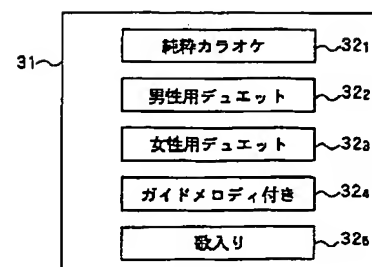 31
純粋カラオケ 32₁
男性用デュエット 32₂
女性用デュエット 32₃
ガイドメロディ付き 32₄
歌入り 32₅